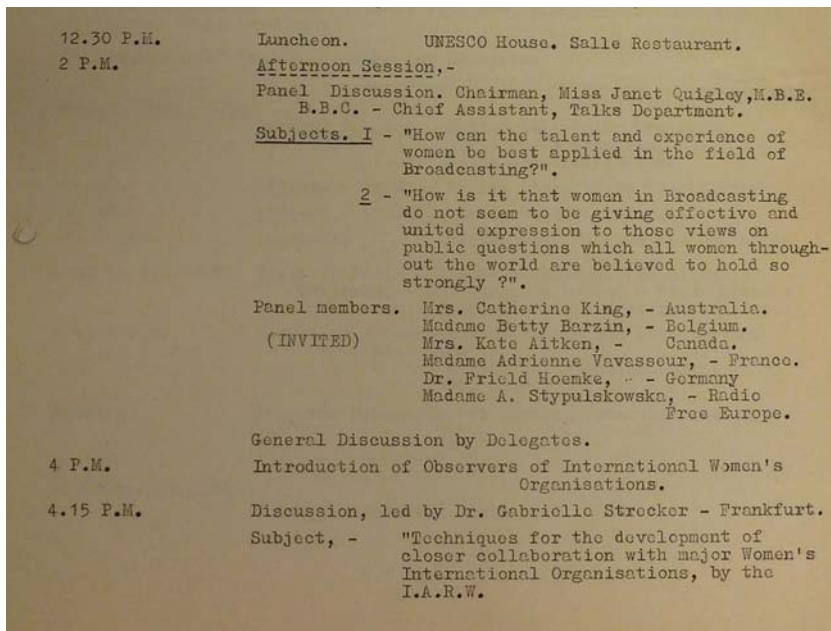 12.30 P.M. Luncheon. UNESCO House. Salle Restaurant.
2 P.M. Afternoon Session,-
Panel Discussion. Chairman, Miss Janet Quigley,M.B.E.
B.B.C. - Chief Assistant, Talks Department.
Subjects. I - "How can the talent and experience of
women be best applied in the field of
Broadcasting?".
2 - "How is it that women in Broadcasting
do not seem to be giving effective and
united expression to those views on
public questions which all women through-
out the world are believed to hold so
strongly ?".
Panel members. Mrs. Catherine King, - Australia.
Madame Betty Barzin, - Belgium.
(INVITED) Mrs. Kate Aitken, - Canada.
Madame Adrienne Vavasseur, - France.
Dr. Frield Hoemke, - - Germany
Madame A. Stypulskowska, - Radio
Free Europe.
General Discussion by Delegates.
4 P.M. Introduction of Observers of International Women's
Organisations.
4.15 P.M. Discussion, led by Dr. Gabrielle Strecker - Frankfurt.
Subject, - "Techniques for the development of
closer collaboration with major Women's
International Organisations, by the
I.A.R.W.